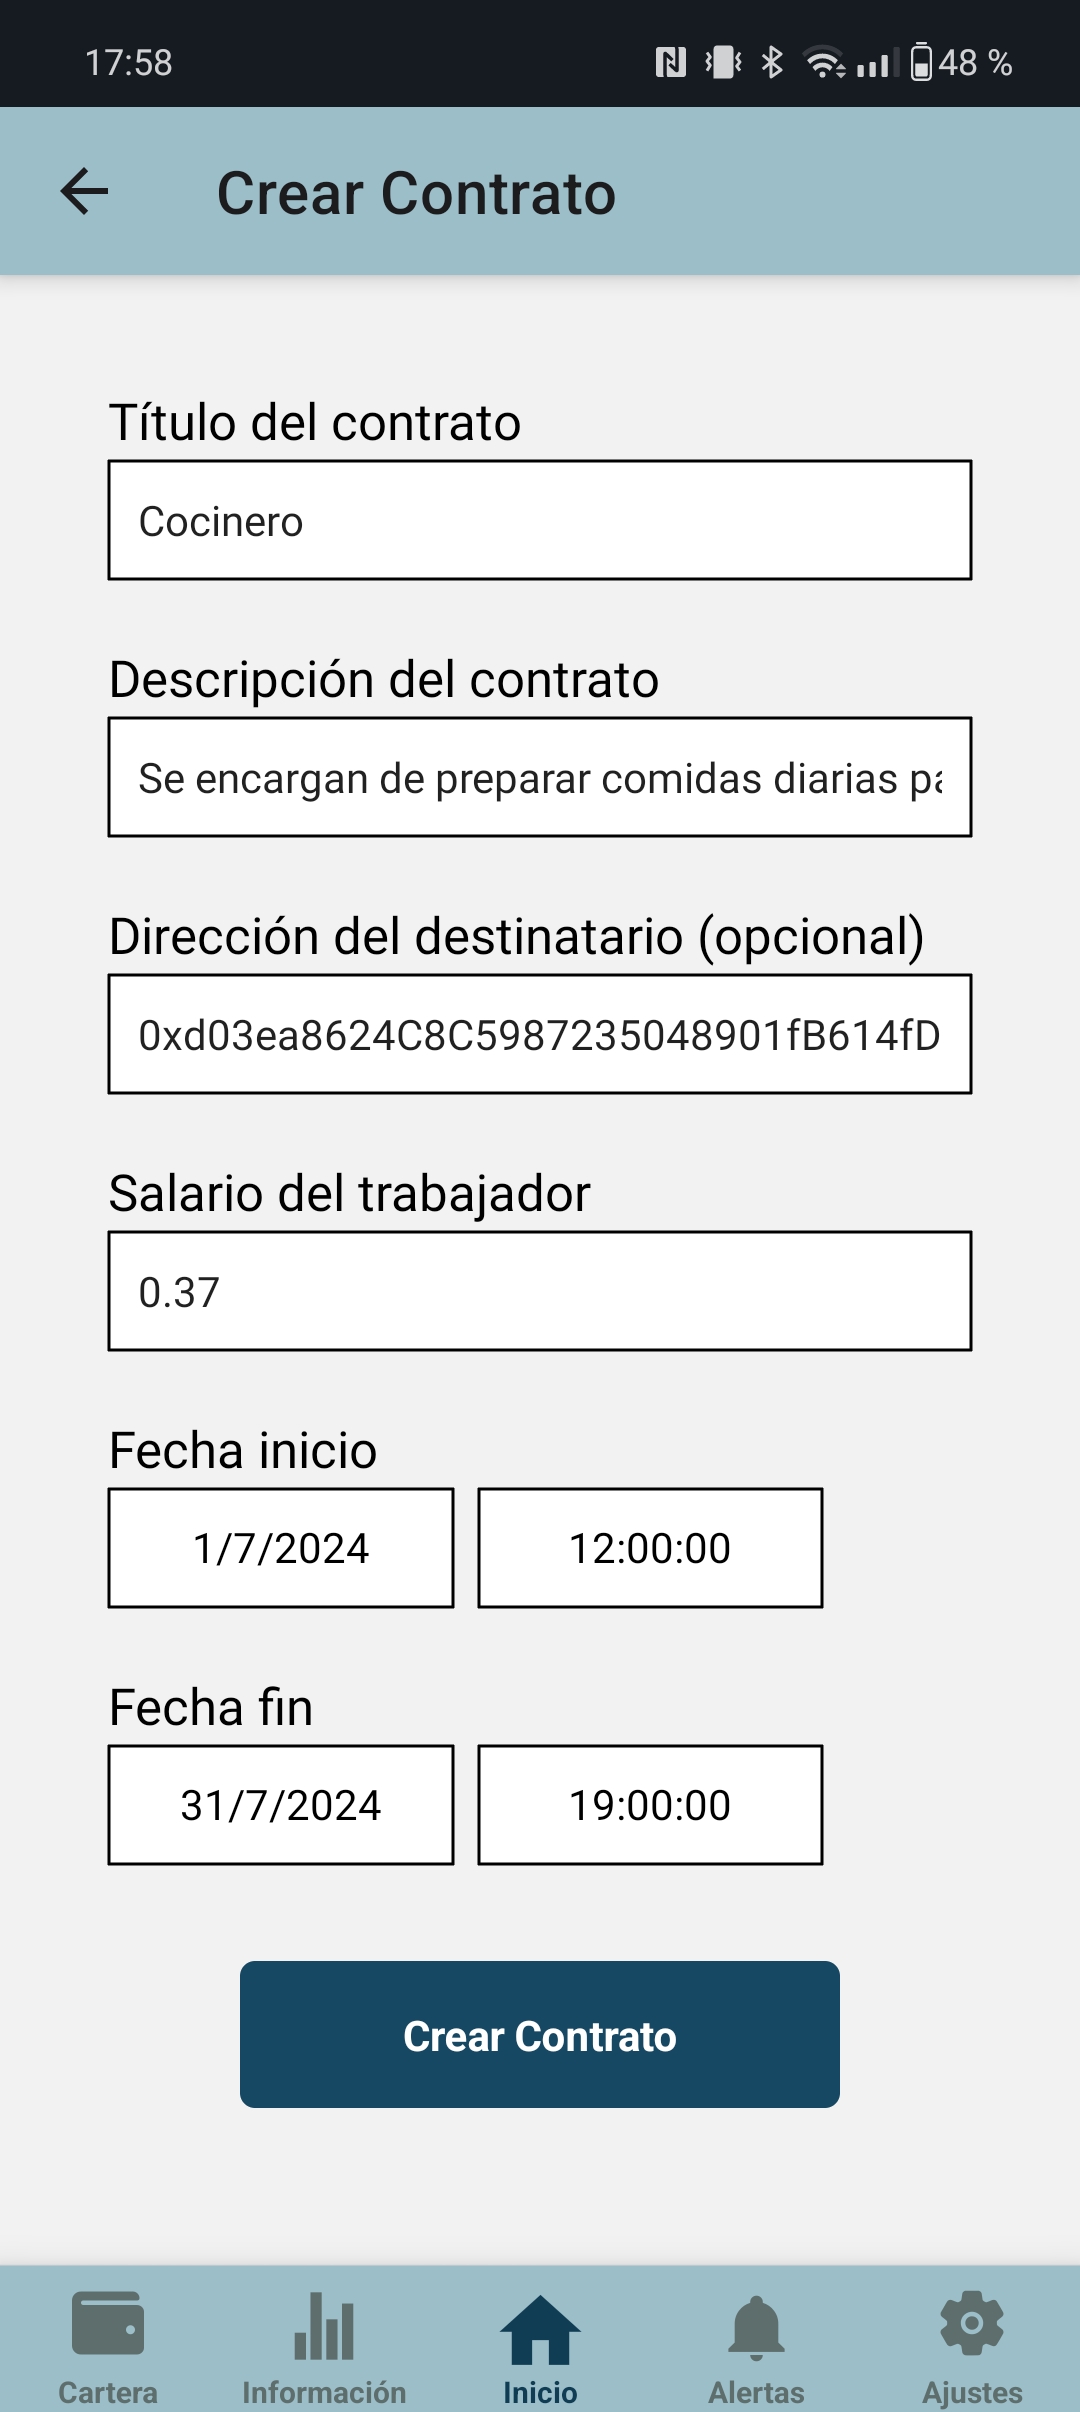 17:58
48 %
Crear Contrato
Título del contrato
Cocinero
Descripción del contrato
Se encargan de preparar comidas diarias
Dirección del destinatario (opcional)
0xd03ea8624C8C5987235048901fB614fD
Salario del trabajador
0.37
Fecha inicio
1/7/2024 12:00:00
Fecha fin
31/7/2024 19:00:00
Crear Contrato
Cartera Información Inicio Alertas Ajustes